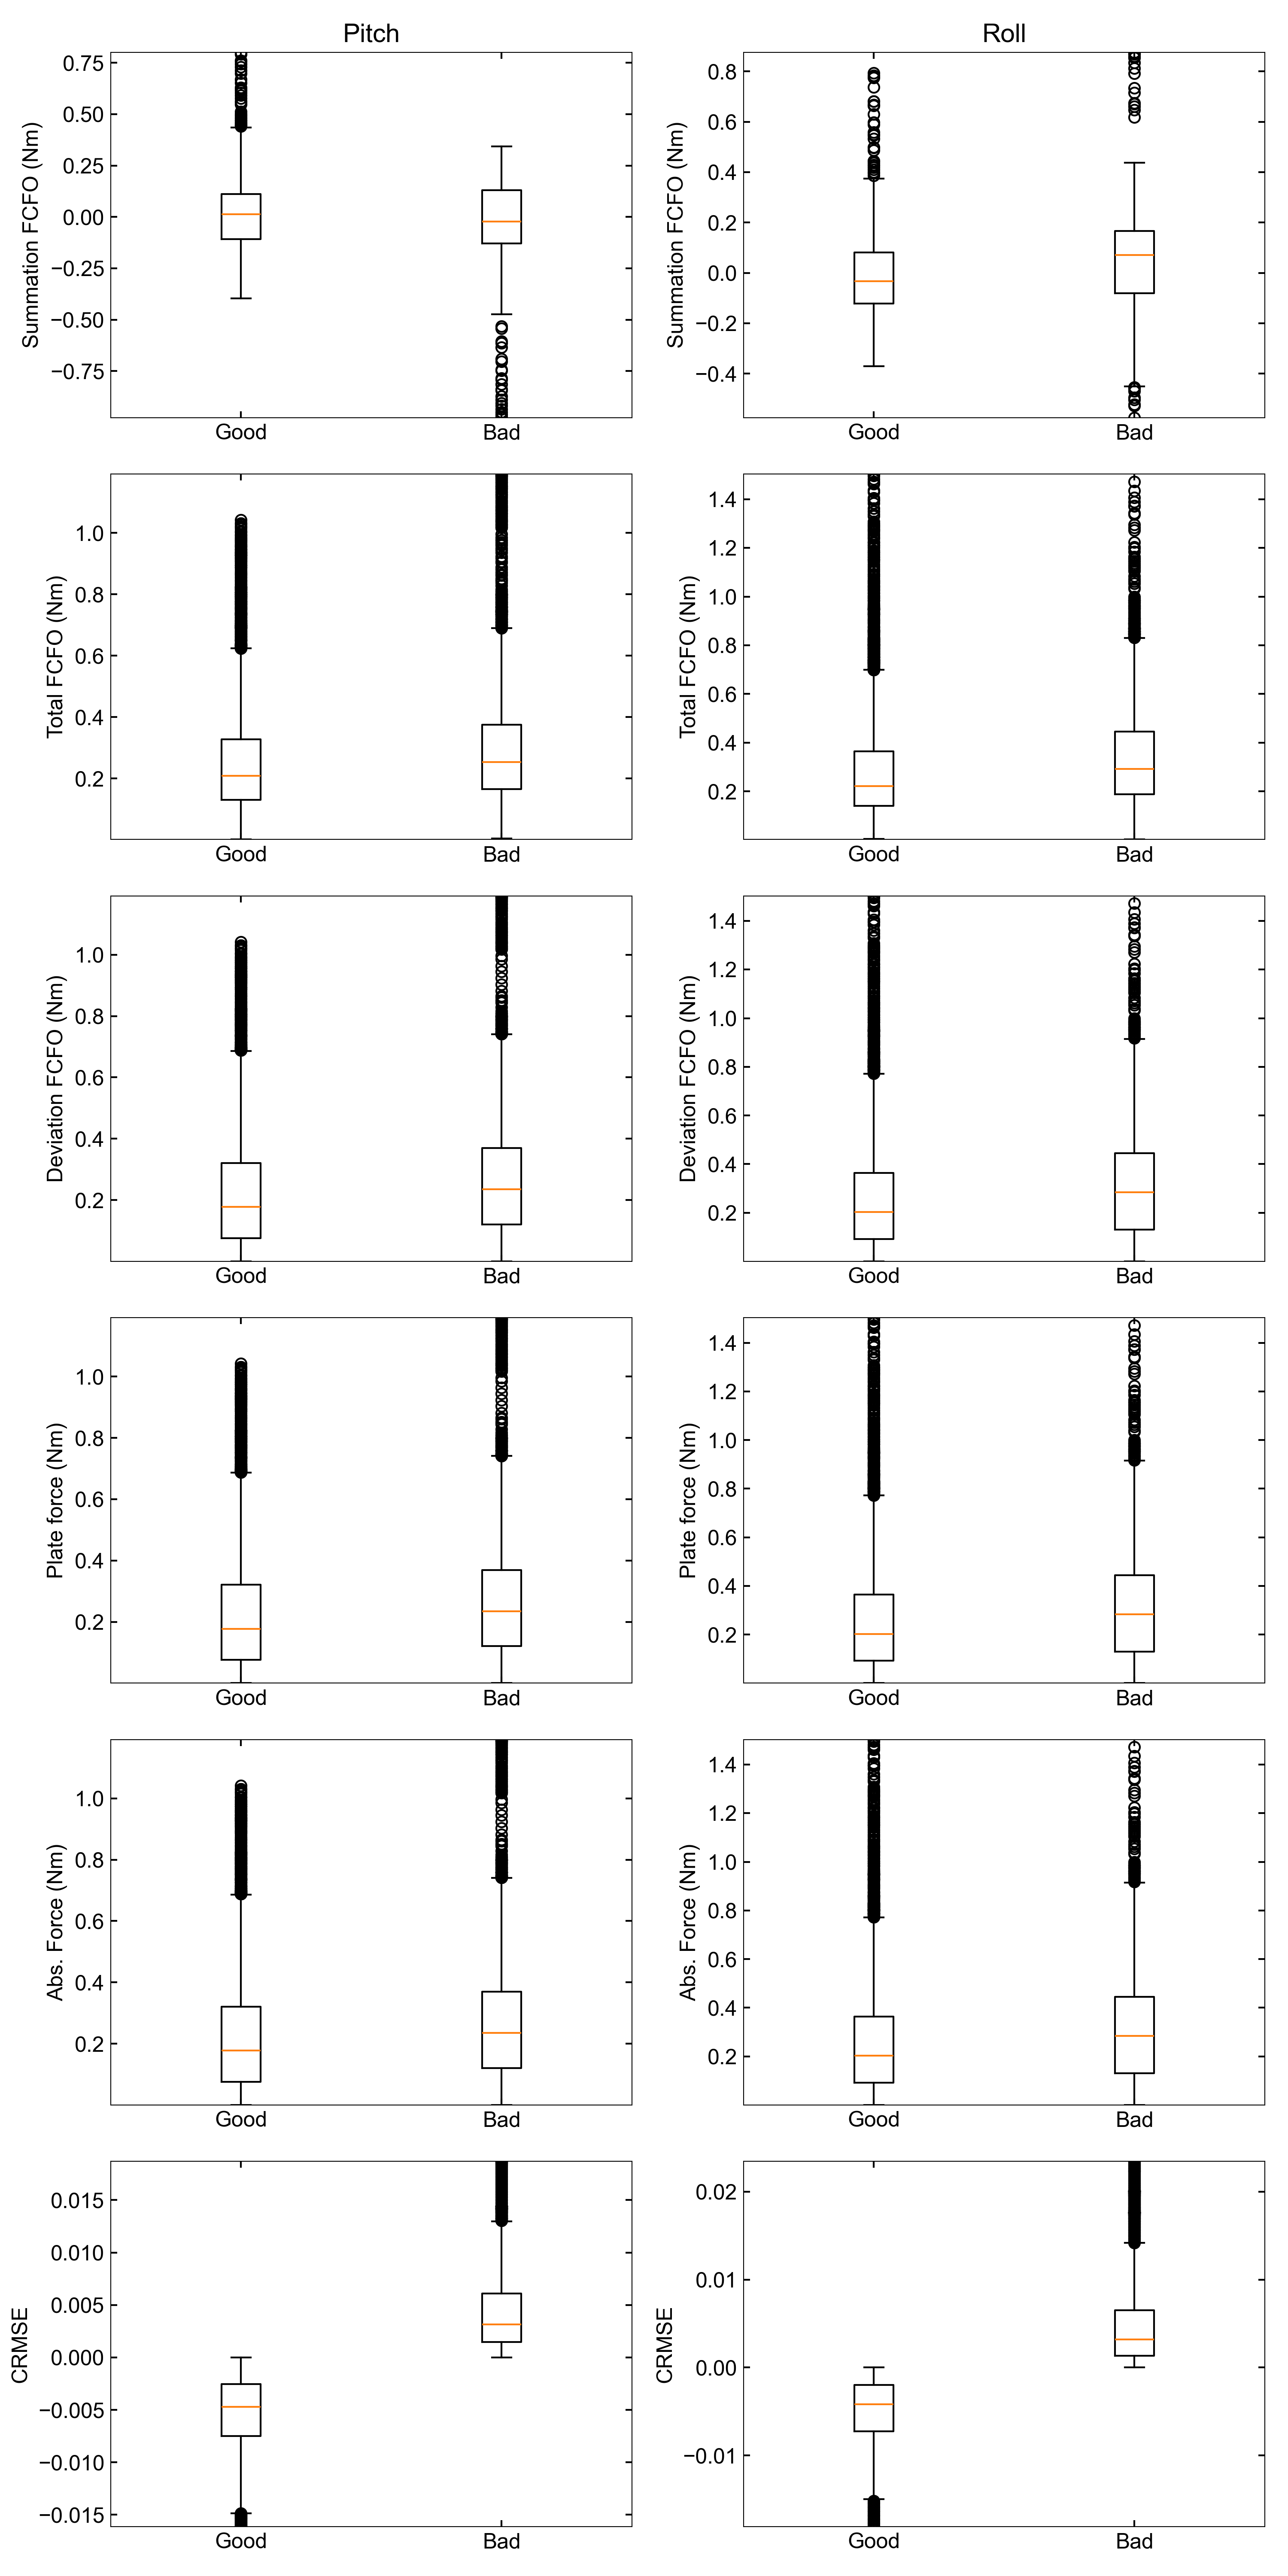 Pitch
Roll
Summation FCFO (Nm)
0.75
0.50
0.25
0.00
−0.25
−0.50
−0.75
Good
Bad
Summation FCFO (Nm)
0.8
0.6
0.4
0.2
0.0
−0.2
−0.4
Good
Bad
Total FCFO (Nm)
1.0
0.8
0.6
0.4
0.2
Good
Bad
Total FCFO (Nm)
1.4
1.2
1.0
0.8
0.6
0.4
0.2
Good
Bad
Deviation FCFO (Nm)
1.0
0.8
0.6
0.4
0.2
Good
Bad
Deviation FCFO (Nm)
1.4
1.2
1.0
0.8
0.6
0.4
0.2
Good
Bad
Plate force (Nm)
1.0
0.8
0.6
0.4
0.2
Good
Bad
Plate force (Nm)
1.4
1.2
1.0
0.8
0.6
0.4
0.2
Good
Bad
Abs. Force (Nm)
1.0
0.8
0.6
0.4
0.2
Good
Bad
Abs. Force (Nm)
1.4
1.2
1.0
0.8
0.6
0.4
0.2
Good
Bad
CRMSE
0.015
0.010
0.005
0.000
−0.005
−0.010
−0.015
Good
Bad
CRMSE
0.02
0.01
0.00
−0.01
Good
Bad